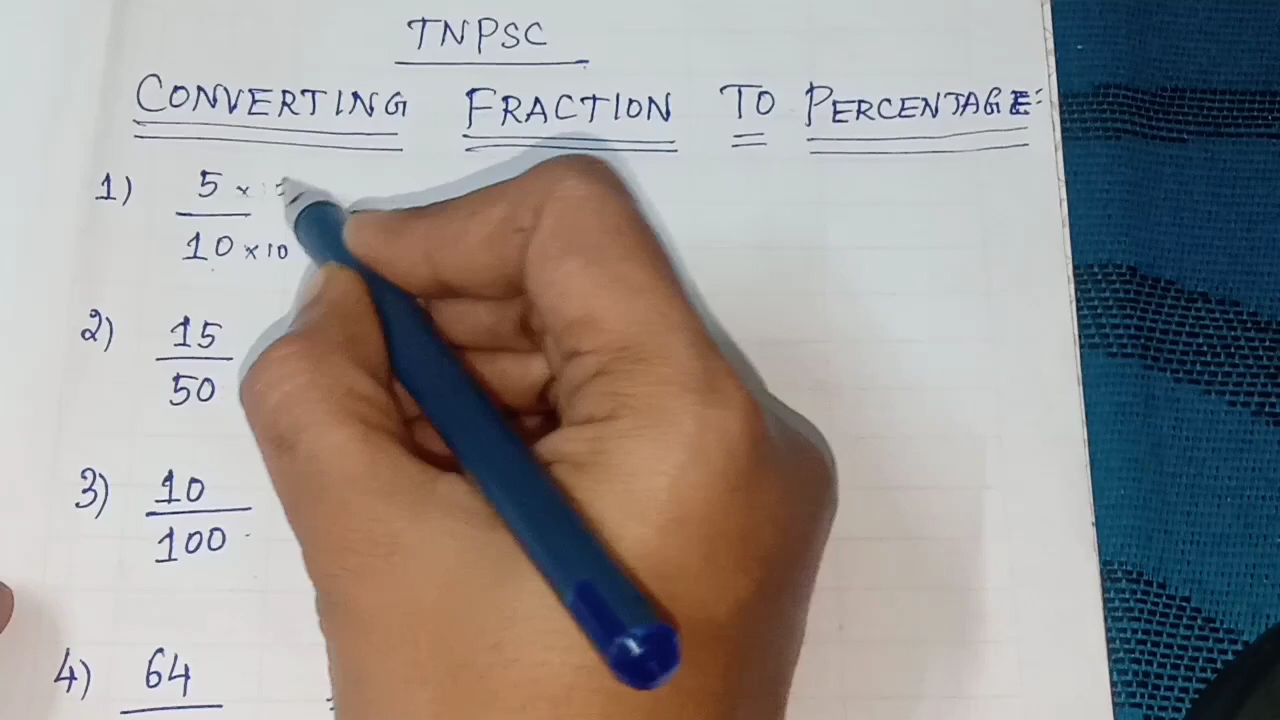 TNPSC
CONVERTING FRACTION TO PERCENTAGE:
1) 5 ×
10 × 10
2) 15
50
3) 10
100
4) 64